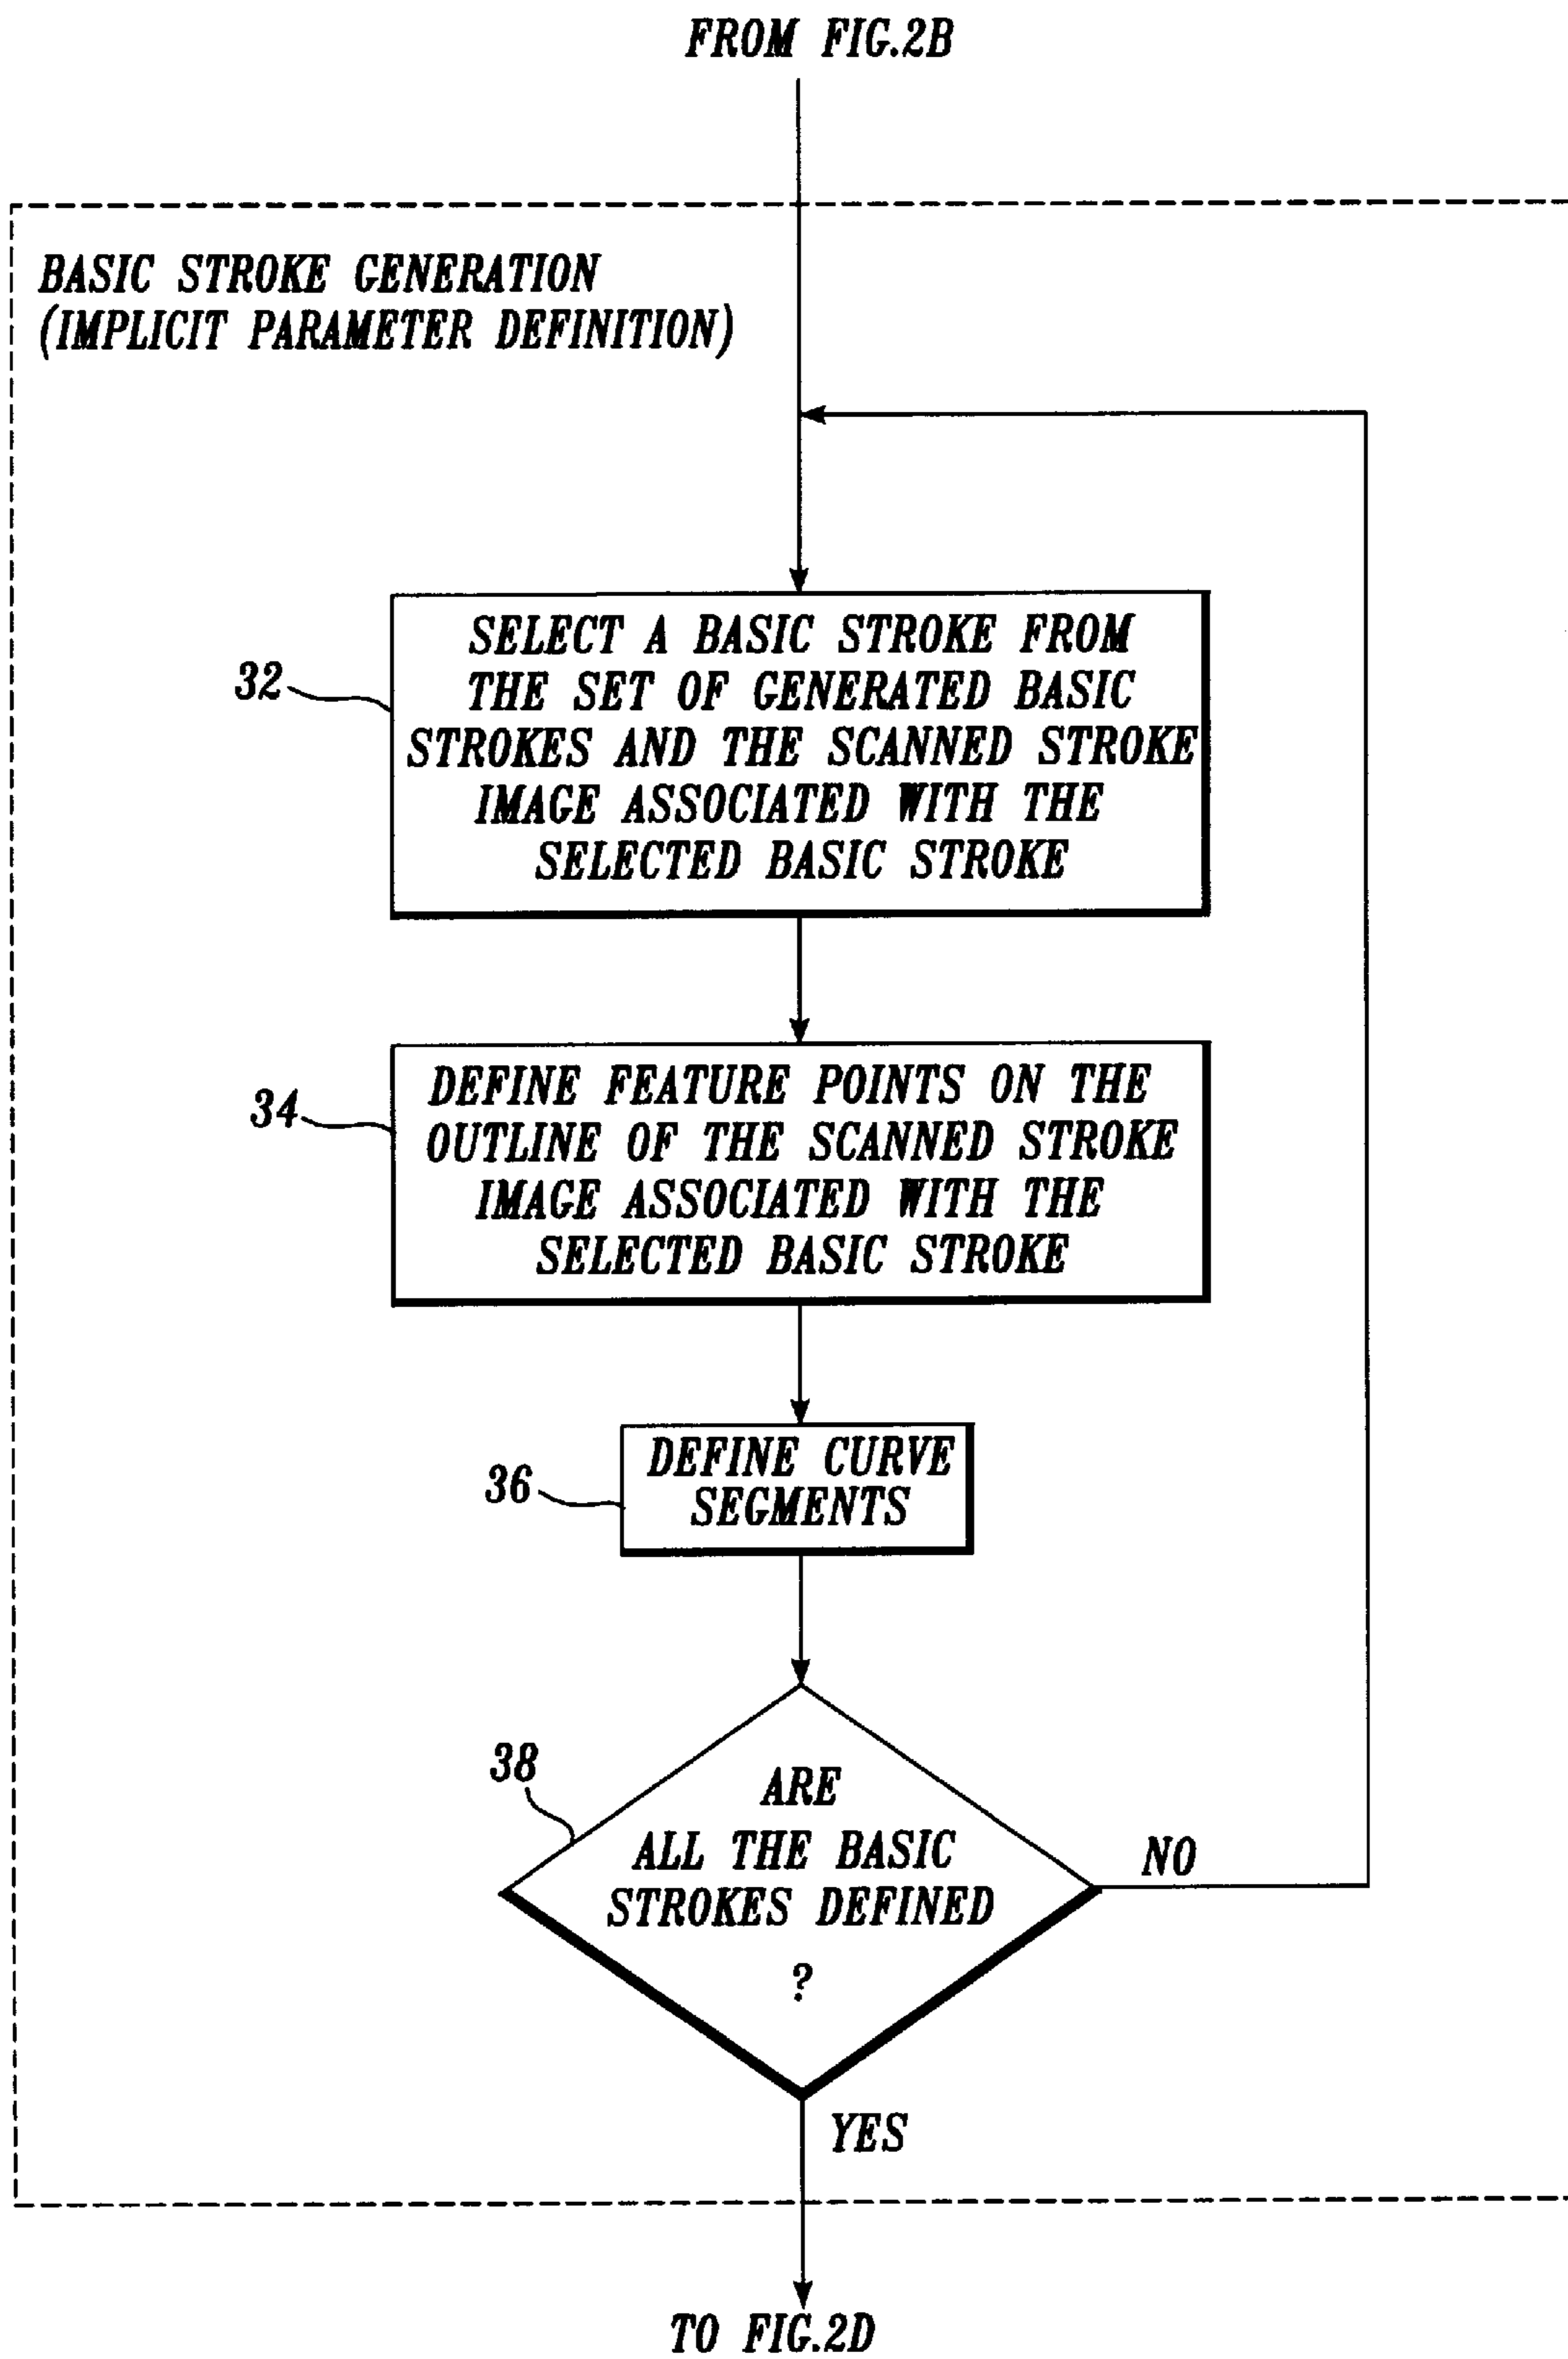 FROM FIG.2B
BASIC STROKE GENERATION
(IMPLICIT PARAMETER DEFINITION)
32
SELECT A BASIC STROKE FROM
THE SET OF GENERATED BASIC
STROKES AND THE SCANNED STROKE
IMAGE ASSOCIATED WITH THE
SELECTED BASIC STROKE
34
DEFINE FEATURE POINTS ON THE
OUTLINE OF THE SCANNED STROKE
IMAGE ASSOCIATED WITH THE
SELECTED BASIC STROKE
36
DEFINE CURVE
SEGMENTS
38
ARE
ALL THE BASIC
STROKES DEFINED
?
NO
YES
TO FIG.2D